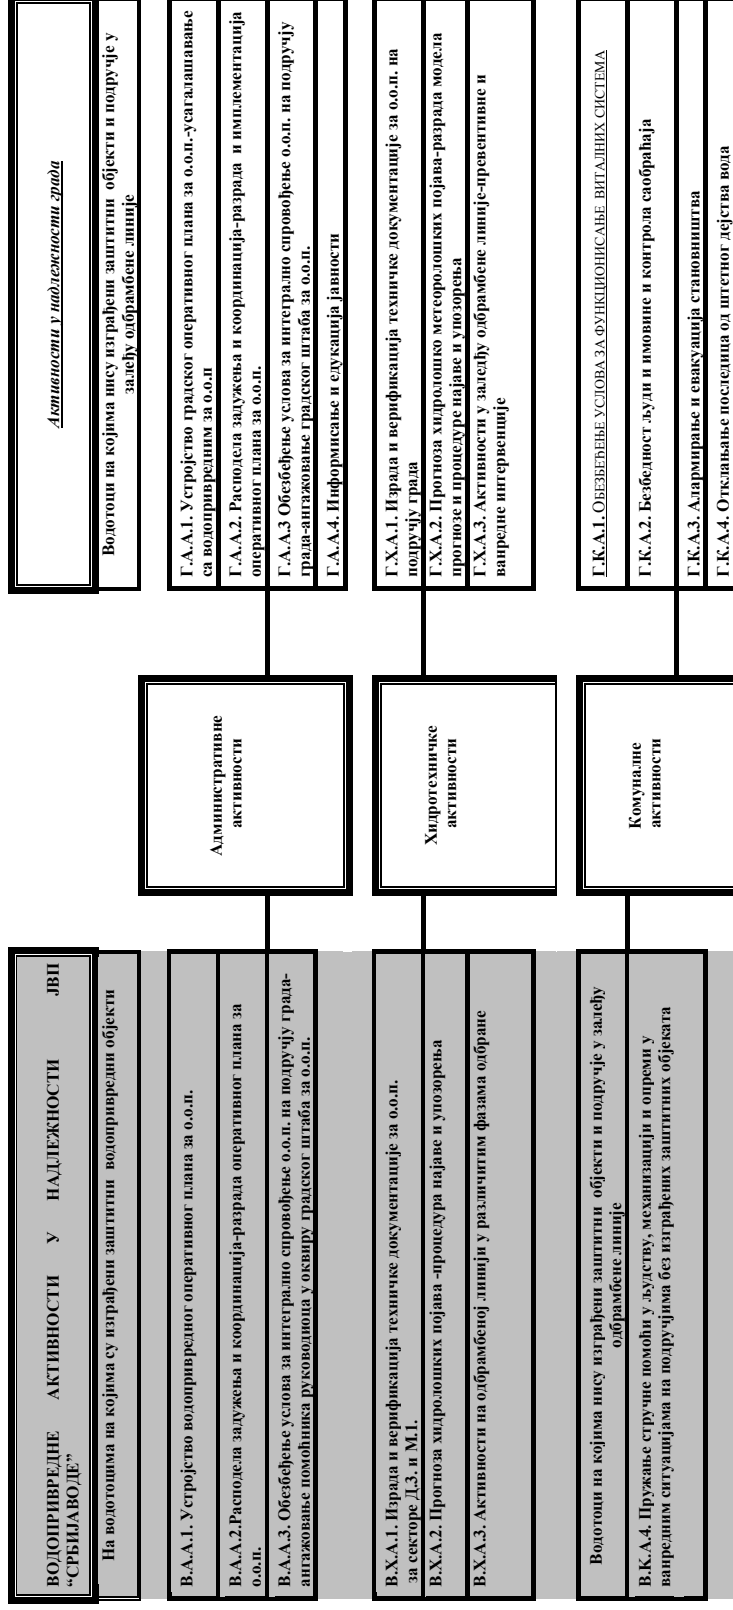 ВОДОПРИВРЕДНЕ АКТИВНОСТИ У НАДЛЕЖНОСТИ ЈВП
“СРБИЈАВОДЕ”
На водотоцима на којима су изграђени заштитни водопривредни објекти
В.А.А.1. Устројство водопривредног оперативног плана за о.о.п.
В.А.А.2.Расподела задужења и координација-разрада оперативног плана за
о.о.п.
В.А.А.3. Обезбеђење услова за интегрално спровођење о.о.п. на подручју града-
ангажовање помоћника руководиоца у оквиру градског штаба за о.о.п.
В.Х.А.1. Израда и верификација техничке документације за о.о.п.
за секторе Д.3. и М.1.
В.Х.А.2. Прогноза хидролошких појава -процедура најаве и упозорења
В.Х.А.3. Активности на одбрамбеној линији у различитим фазама одбране
Водотоци на којима нису изграђени заштитни објекти и подручје у залеђу
одбрамбене линије
В.К.А.4. Пружање стручне помоћи у људству, механизацији и опреми у
ванредним ситуацијама на подручјима без изграђених заштитних објеката
Административне
активности
Хидротехничке
активности
Комуналне
активности
Активности у надлежности града
Водотоци на којима нису изграђени заштитни објекти и подручје у
залеђу одбрамбене линије
Г.А.А.1. Устројство градског оперативног плана за о.о.п.-усагалашавање
са водопривредним за о.о.п
Г.А.А.2. Расподела задужења и координација-разрада и имплементација
оперативног плана за о.о.п.
Г.А.А.3 Обезбеђење услова за интегрално спровођење о.о.п. на подручју
града-ангажовање градског штаба за о.о.п.
Г.А.А.4. Информисање и едукација јавности
Г.Х.А.1. Израда и верификација техничке документације за о.о.п. на
подручју града
Г.Х.А.2. Прогноза хидролошко метеоролошких појава-разрада модела
прогнозе и процедуре најаве и упозорења
Г.Х.А.3. Активности у заледђу одбрамбене линије-превентивне и
ванредне интервенције
Г.К.А.1. ОБЕЗБЕЂЕЊЕ УСЛОВА ЗА ФУНКЦИОНИСАЊЕ ВИТАЛНИХ СИСТЕМА
Г.К.А.2. Безбедност људи и имовине и контрола саобраћаја
Г.К.А.3. Алармирање и евакуација становништва
Г.К.А.4. Отклањање последица од штетног дејства вода